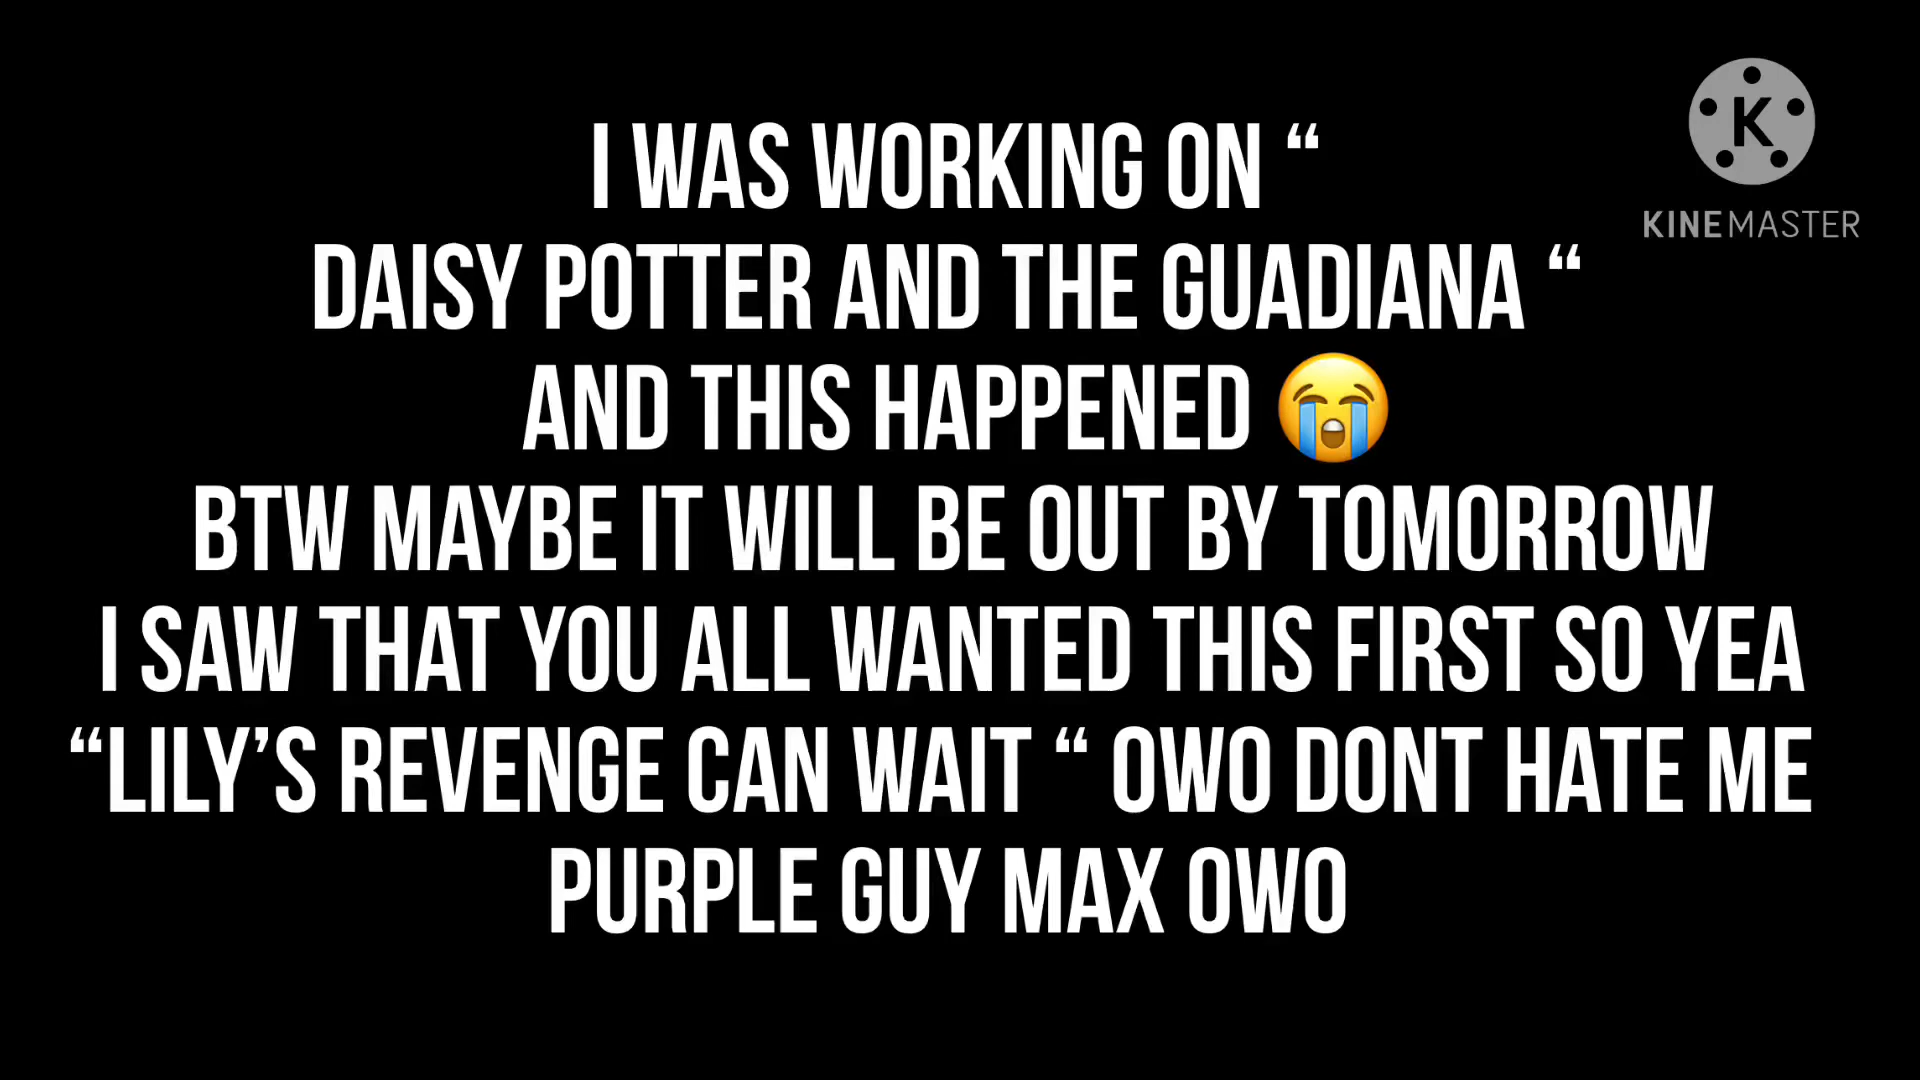 I WAS WORKING ON “
DAISY POTTER AND THE GUADIANA “
AND THIS HAPPENED 😭
BTW MAYBE IT WILL BE OUT BY TOMORROW
I SAW THAT YOU ALL WANTED THIS FIRST SO YEA
“LILY’S REVENGE CAN WAIT “ OWO DONT HATE ME
PURPLE GUY MAX OWO
K
KINEMASTER